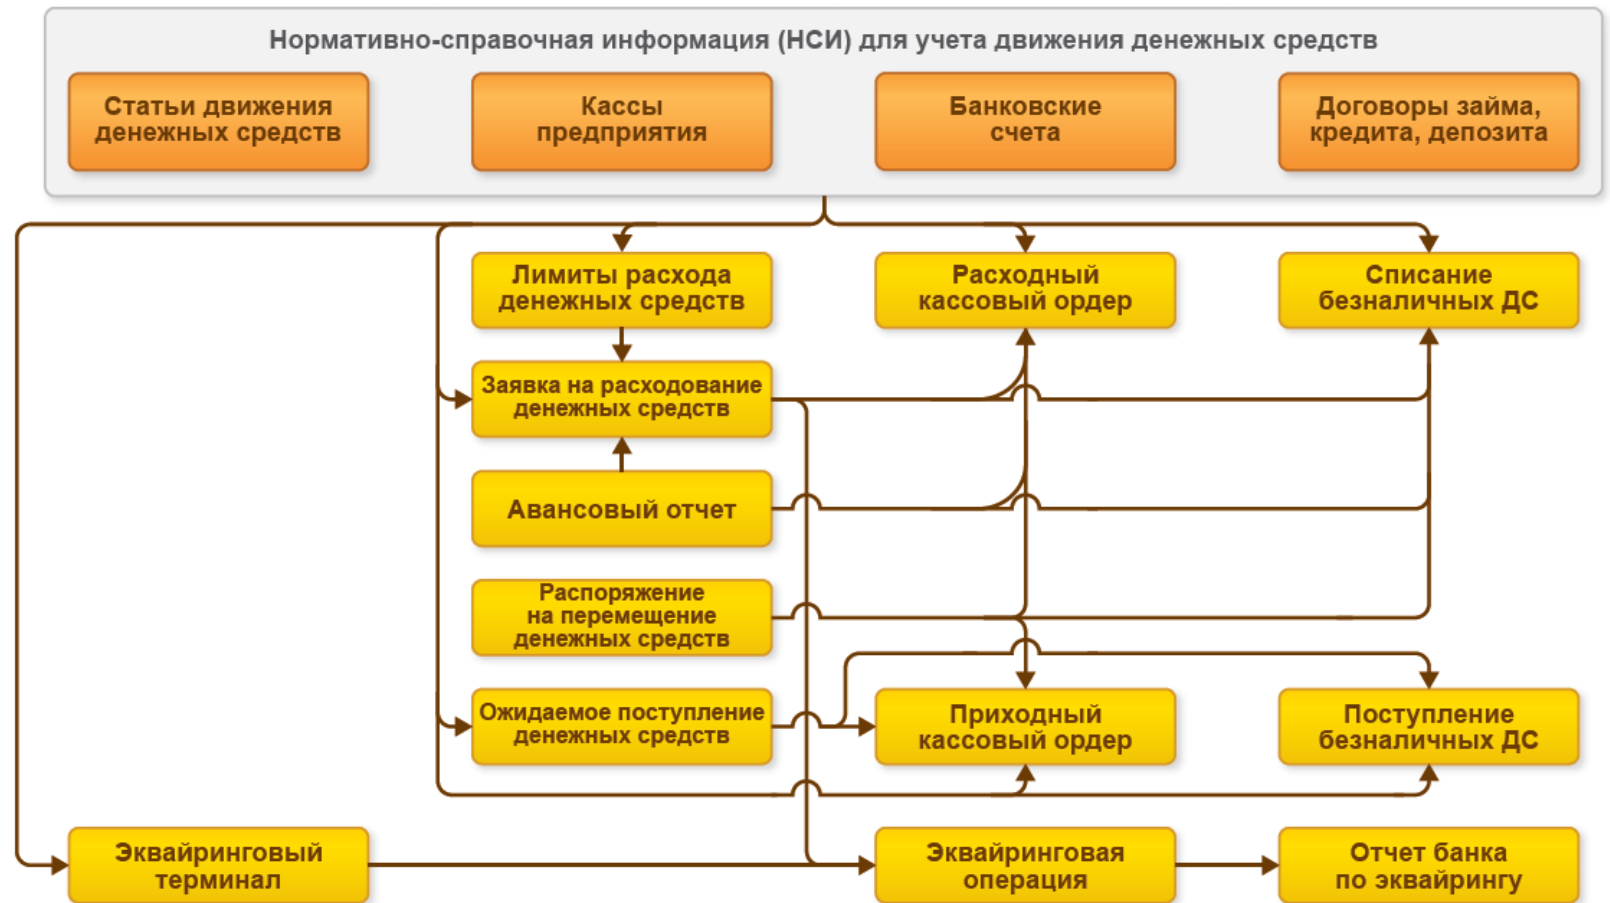 Нормативно-справочная информация (НСИ) для учета движения денежных средств
Статьи движения
денежных средств
Кассы
предприятия
Банковские
счета
Договоры займа,
кредита, депозита
Лимиты расхода
денежных средств
Расходный
кассовый ордер
Списание
безналичных ДС
Заявка на расходование
денежных средств
Авансовый отчет
Распоряжение
на перемещение
денежных средств
Ожидаемое поступление
денежных средств
Приходный
кассовый ордер
Поступление
безналичных ДС
Эквайринговый
терминал
Эквайринговая
операция
Отчет банка
по эквайрингу